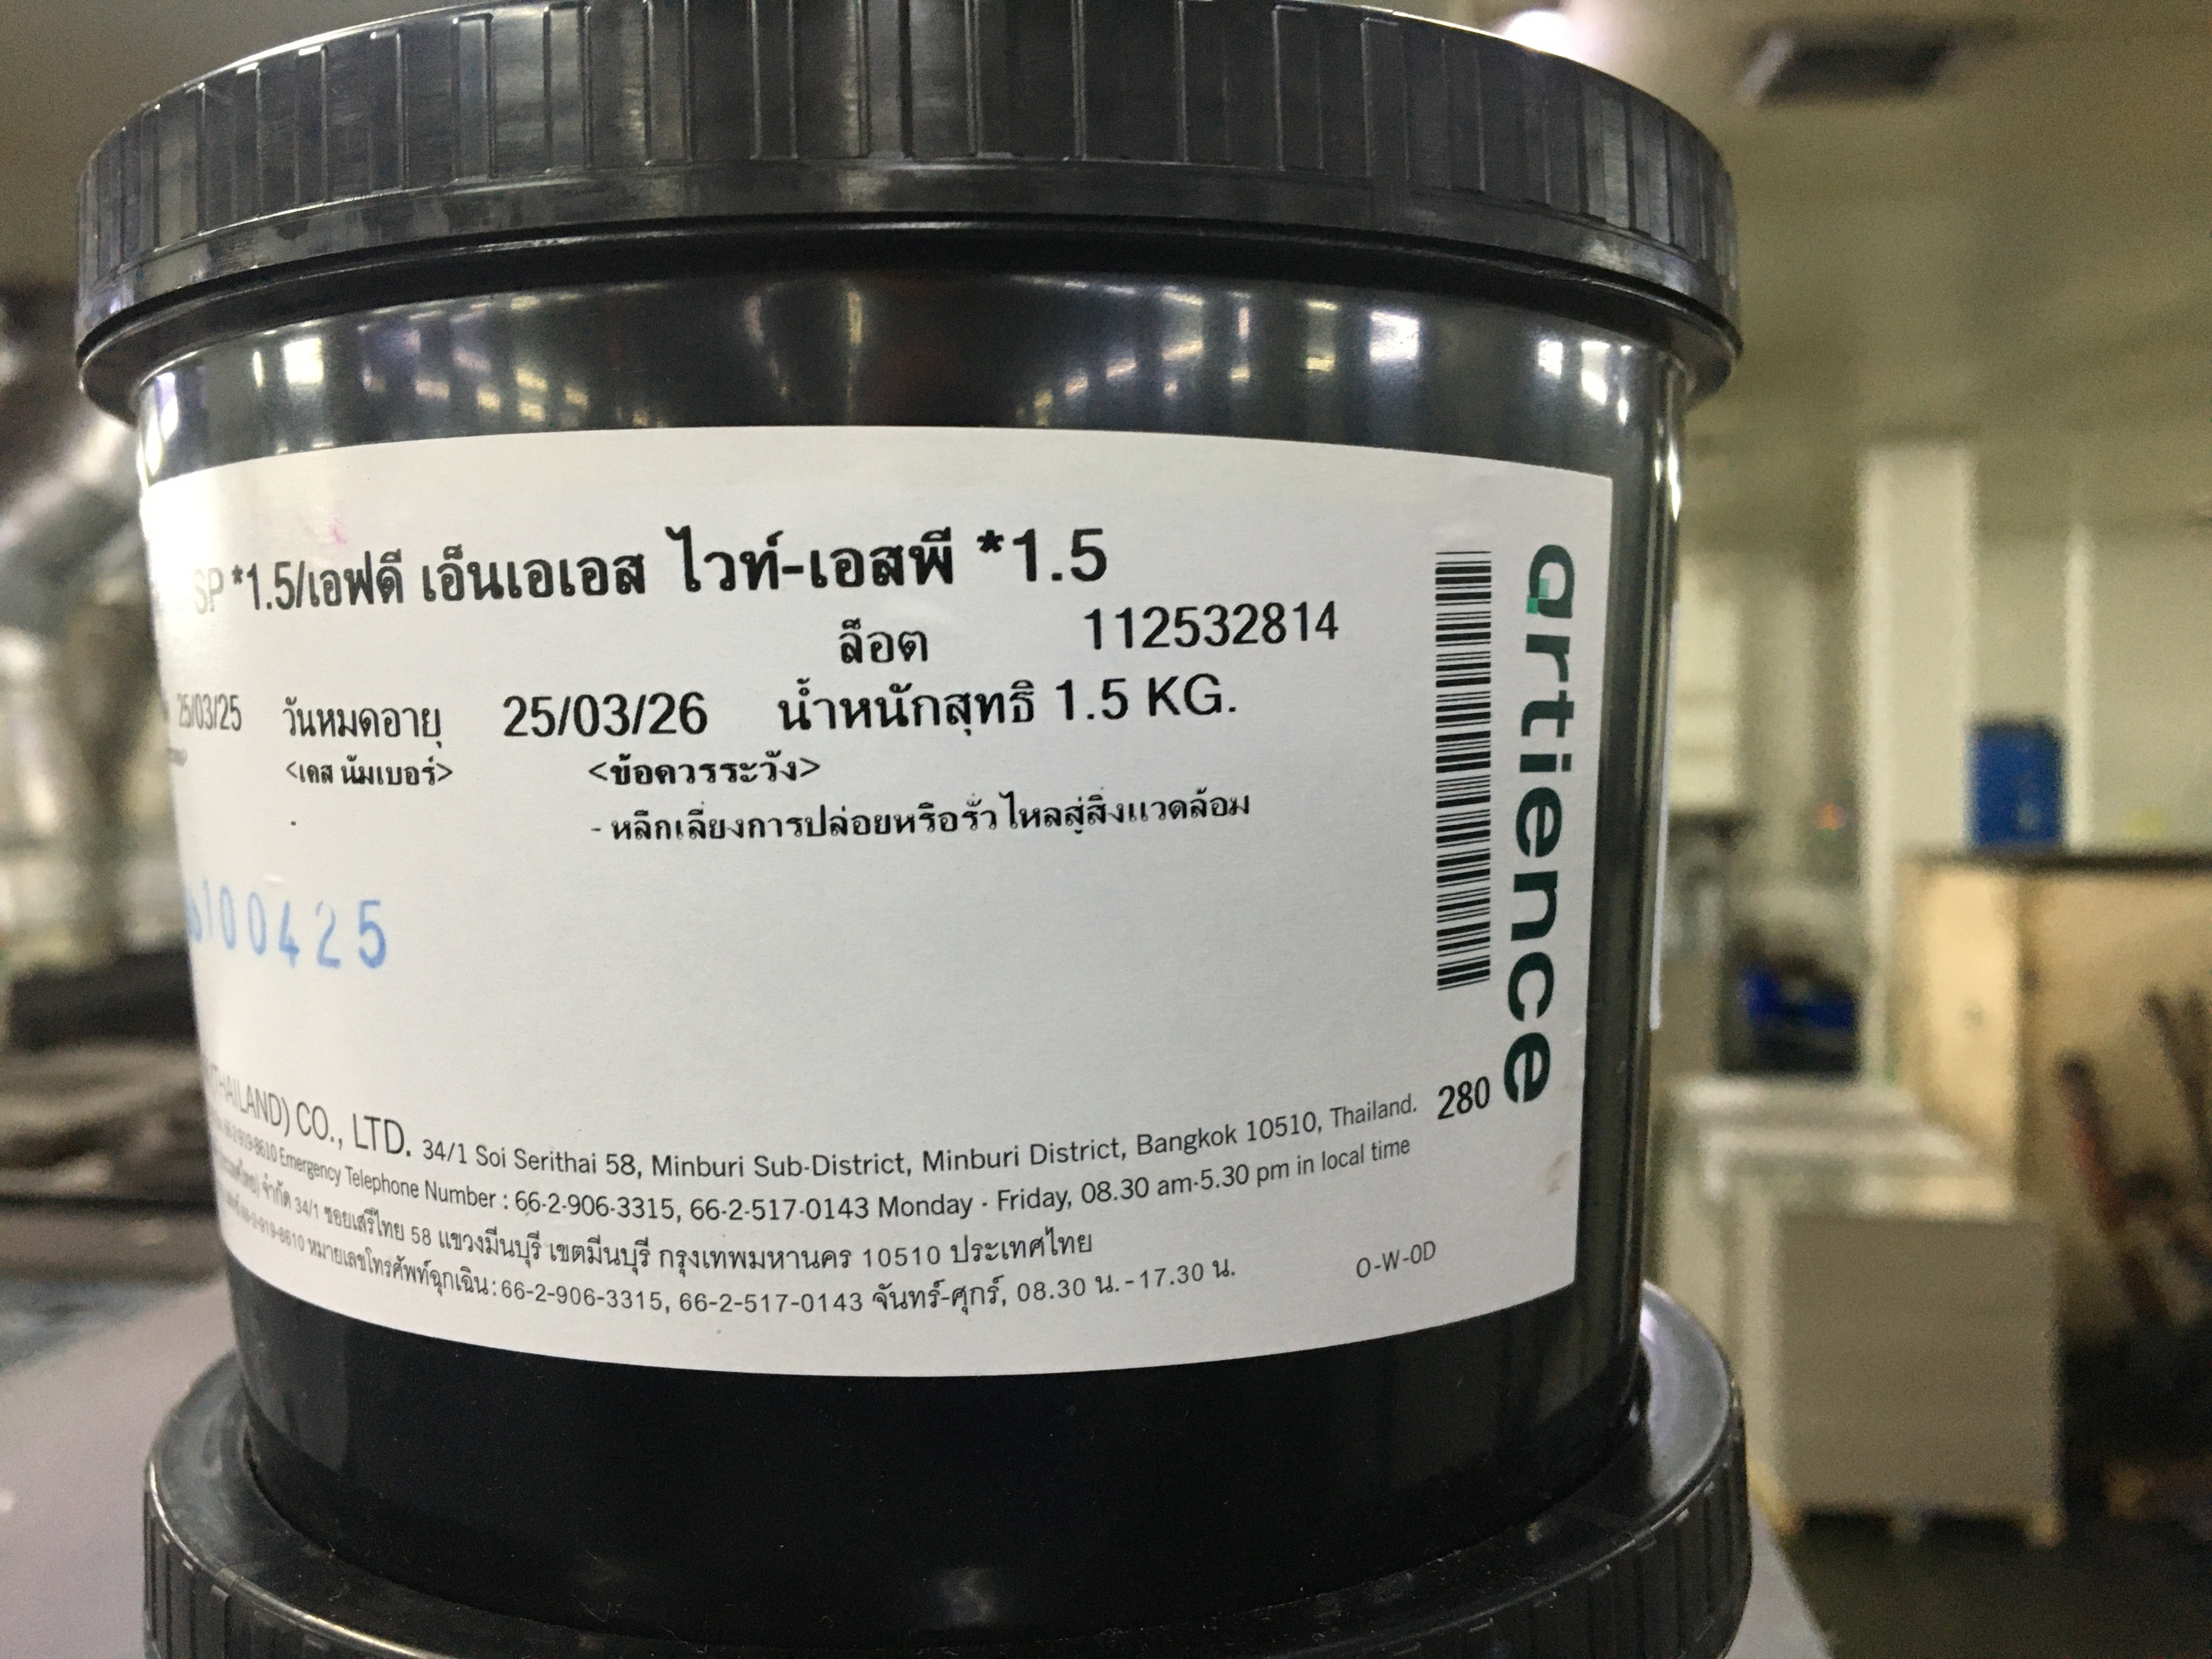 SP *1.5/เอฟดี เอ็นเอเอส ไวท์-เอสพี *1.5
ล็อต 112532814
25/03/25 วันหมดอายุ 25/03/26 น้ำหนักสุทธิ 1.5 KG.
<เคส นัมเบอร์> <ข้อควรระวัง>
- หลีกเลี่ยงการปล่อยหรือรั่วไหลสู่สิ่งแวดล้อม
100425
(THAILAND) CO., LTD. 34/1 Soi Serithai 58, Minburi Sub-District, Minburi District, Bangkok 10510, Thailand.
66-2-919-8610 Emergency Telephone Number : 66-2-906-3315, 66-2-517-0143 Monday - Friday, 08.30 am-5.30 pm in local time
จำกัด 34/1 ซอยเสรีไทย 58 แขวงมีนบุรี เขตมีนบุรี กรุงเทพมหานคร 10510 ประเทศไทย
66-2-919-8610 หมายเลขโทรศัพท์ฉุกเฉิน : 66-2-906-3315, 66-2-517-0143 จันทร์-ศุกร์, 08.30 น. - 17.30 น.
O-W-0D
280
artience